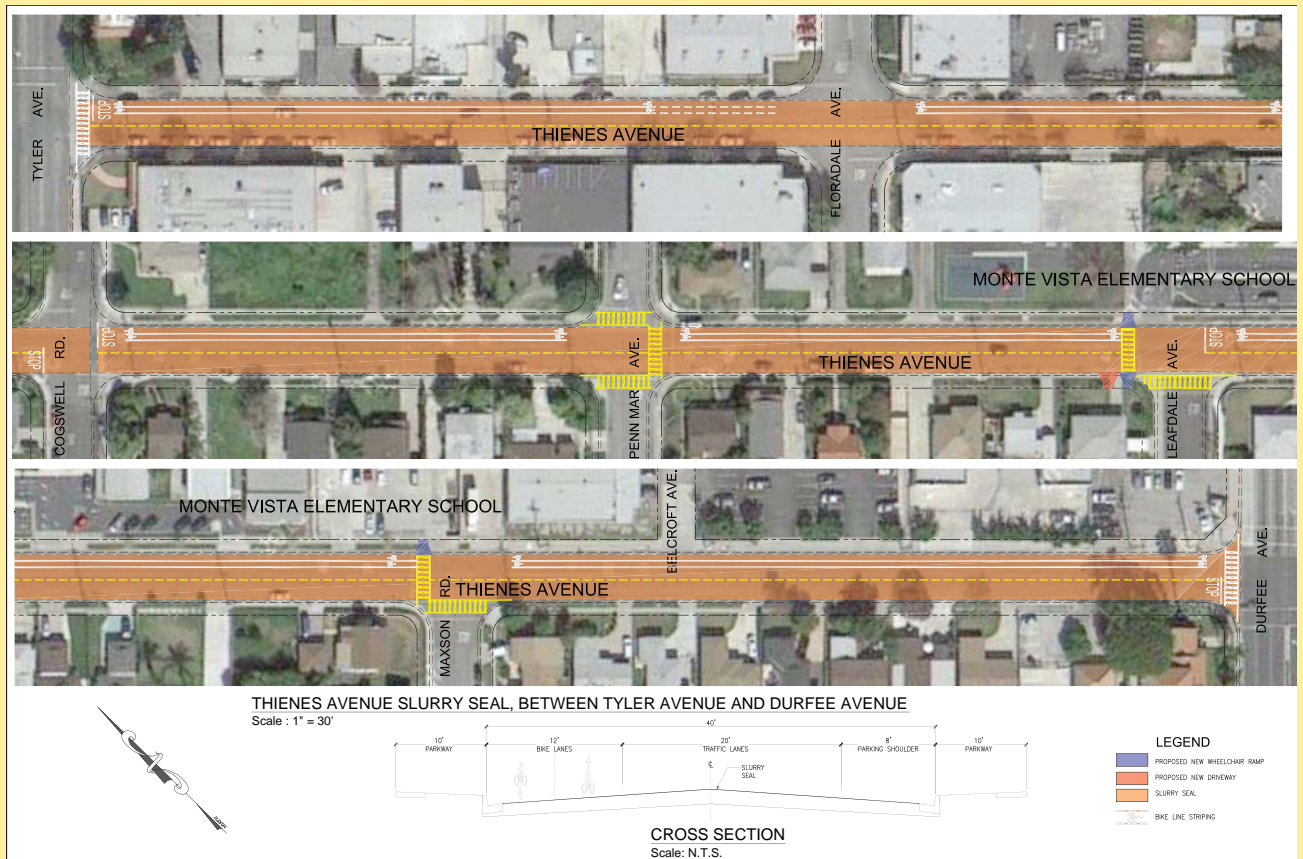 TYLER AVE.
STOP
THIENES AVENUE
FLORADALE AVE.
MONTE VISTA ELEMENTARY SCHOOL
STOP
COGSWELL RD.
STOP
PENN MAR AVE.
THIENES AVENUE
LEAFDALE AVE.
STOP
MONTE VISTA ELEMENTARY SCHOOL
BELCROFT AVE.
MAXSON RD.
THIENES AVENUE
STOP
DURFEE AVE.
THIENES AVENUE SLURRY SEAL, BETWEEN TYLER AVENUE AND DURFEE AVENUE
Scale : 1" = 30'
40'
10' 12' 20' 8' 10'
PARKWAY BIKE LANES TRAFFIC LANES PARKING SHOULDER PARKWAY
SLURRY
SEAL
CROSS SECTION
Scale: N.T.S.
LEGEND
PROPOSED NEW WHEELCHAIR RAMP
PROPOSED NEW DRIVEWAY
SLURRY SEAL
BIKE LINE STRIPING